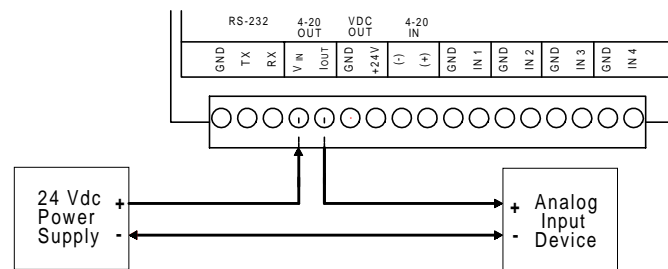 RS-232 4-20 OUT VDC OUT 4-20 IN
GND TX RX VIN IOUT GND +24V (-) (+) GND IN 1 GND IN 2 GND IN 3 GND IN 4
24 Vdc
Power
Supply
+
-
+
-
Analog
Input
Device